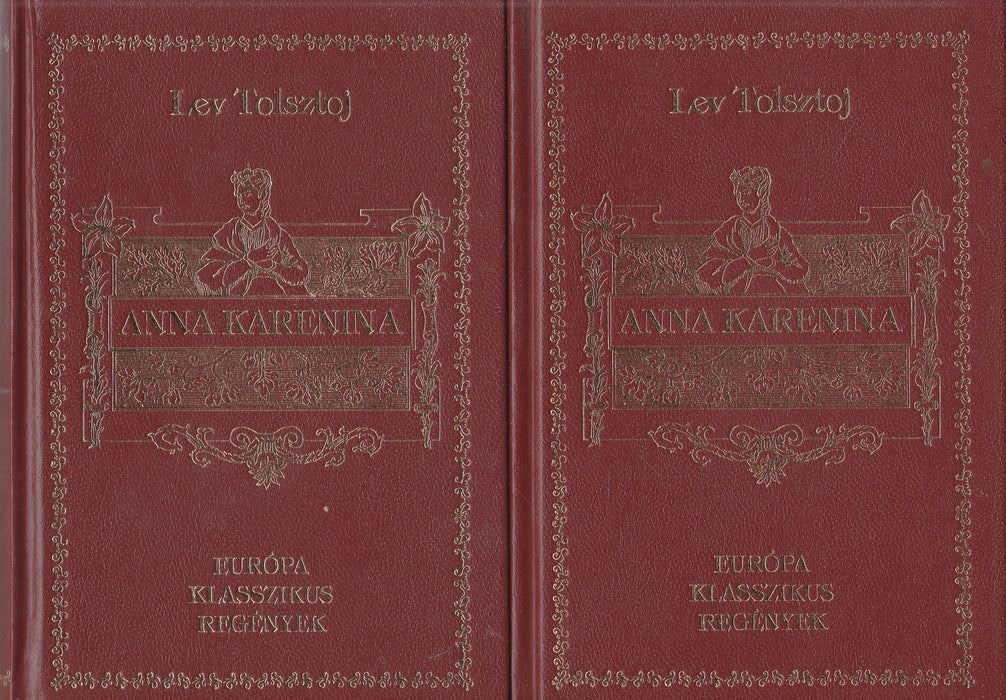 Lev Tolsztoj
ANNA KARENINA
EURÓPA
KLASSZIKUS
REGÉNYEK
Lev Tolsztoj
ANNA KARENINA
EURÓPA
KLASSZIKUS
REGÉNYEK